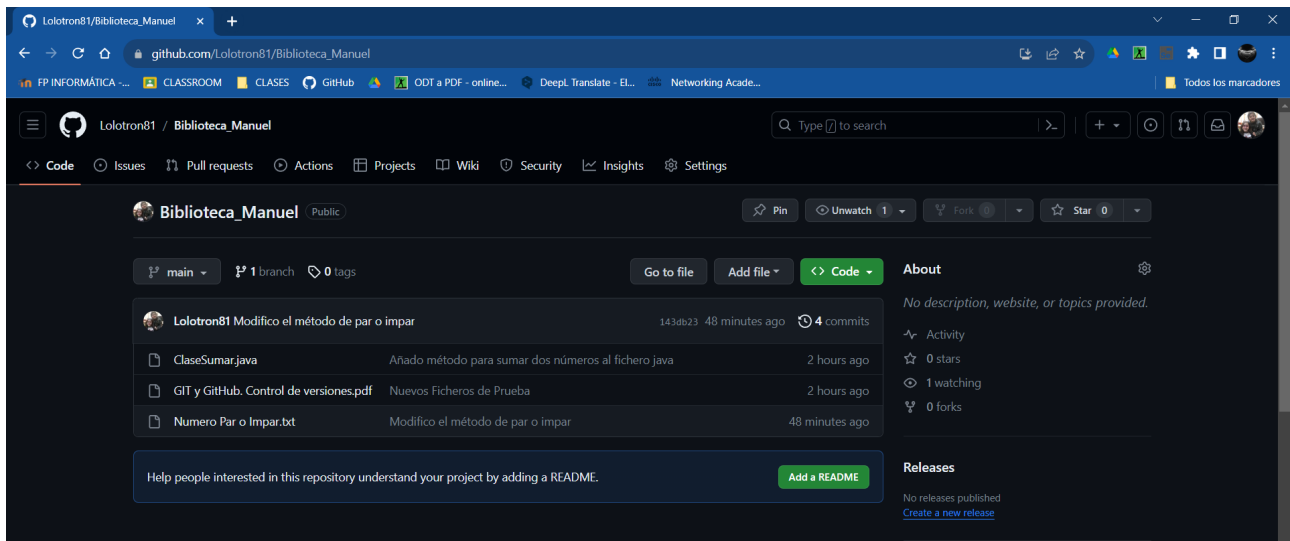 Lolotron81/Biblioteca_Manuel
github.com/Lolotron81/Biblioteca_Manuel
FP INFORMÁTICA -... CLASSROOM CLASES GitHub ODT a PDF - online... DeepL Translate - El... Networking Acade... Todos los marcadores
Lolotron81 / Biblioteca_Manuel Type / to search
Code Issues Pull requests Actions Projects Wiki Security Insights Settings
Biblioteca_Manuel Public Pin Unwatch 1 Fork 0 Star 0
main 1 branch 0 tags Go to file Add file Code
Lolotron81 Modifico el método de par o impar 143db23 48 minutes ago 4 commits
ClaseSumar.java Añado método para sumar dos números al fichero java 2 hours ago
GIT y GitHub. Control de versiones.pdf Nuevos Ficheros de Prueba 2 hours ago
Numero Par o Impar.txt Modifico el método de par o impar 48 minutes ago
Help people interested in this repository understand your project by adding a README. Add a README
About
No description, website, or topics provided.
Activity
0 stars
1 watching
0 forks
Releases
No releases published
Create a new release